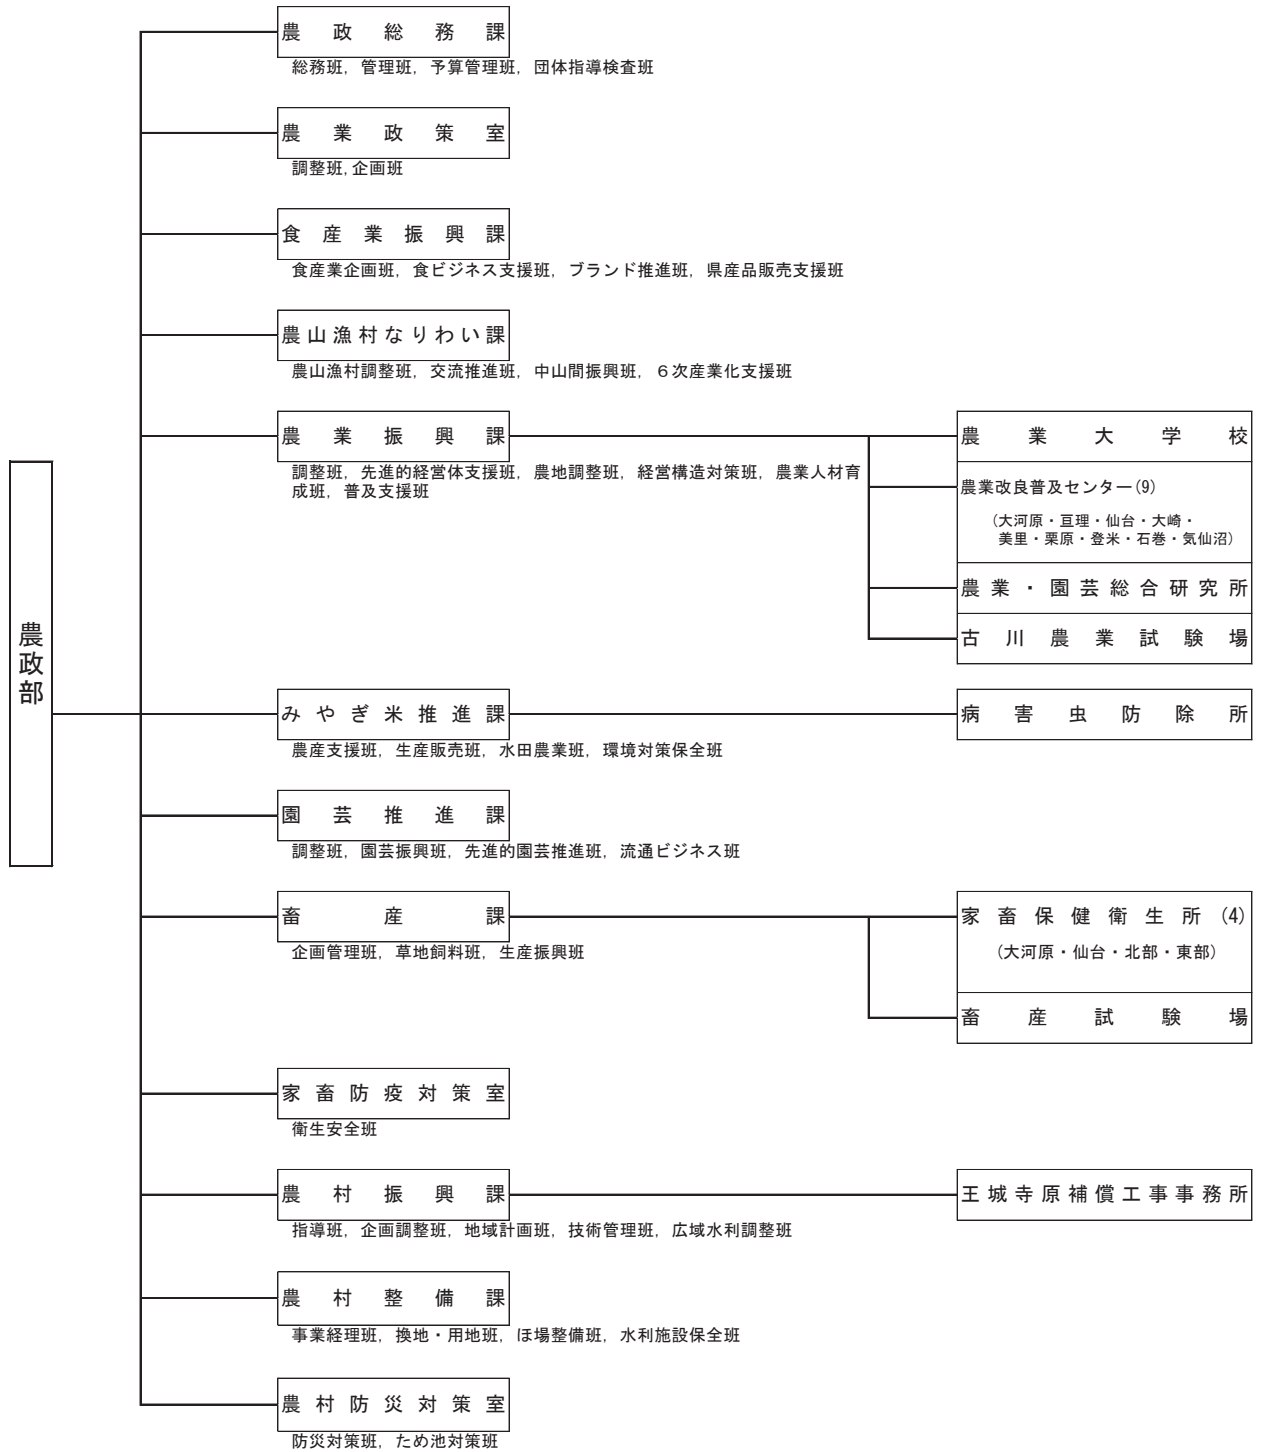 農政部
農政総務課
総務班，管理班，予算管理班，団体指導検査班
農業政策室
調整班，企画班
食産業振興課
食産業企画班，食ビジネス支援班，ブランド推進班，県産品販売支援班
農山漁村なりわい課
農山漁村調整班，交流推進班，中山間振興班，６次産業化支援班
農業振興課
調整班，先進的経営体支援班，農地調整班，経営構造対策班，農業人材育
成班，普及支援班
農業大学校
農業改良普及センター(9)
（大河原・亘理・仙台・大崎・
美里・栗原・登米・石巻・気仙沼）
農業・園芸総合研究所
古川農業試験場
みやぎ米推進課
農産支援班，生産販売班，水田農業班，環境対策保全班
病害虫防除所
園芸推進課
調整班，園芸振興班，先進的園芸推進班，流通ビジネス班
畜産課
企画管理班，草地飼料班，生産振興班
家畜保健衛生所(4)
（大河原・仙台・北部・東部）
畜産試験場
家畜防疫対策室
衛生安全班
農村振興課
指導班，企画調整班，地域計画班，技術管理班，広域水利調整班
王城寺原補償工事事務所
農村整備課
事業経理班，換地・用地班，ほ場整備班，水利施設保全班
農村防災対策室
防災対策班，ため池対策班